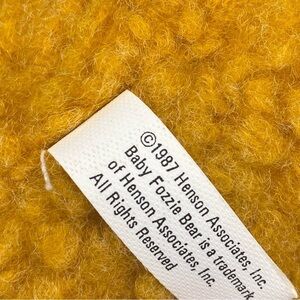 ©1987 Henson Associates, Inc.
Baby Fozzie Bear is a trademark
of Henson Associates, Inc.
All Rights Reserved